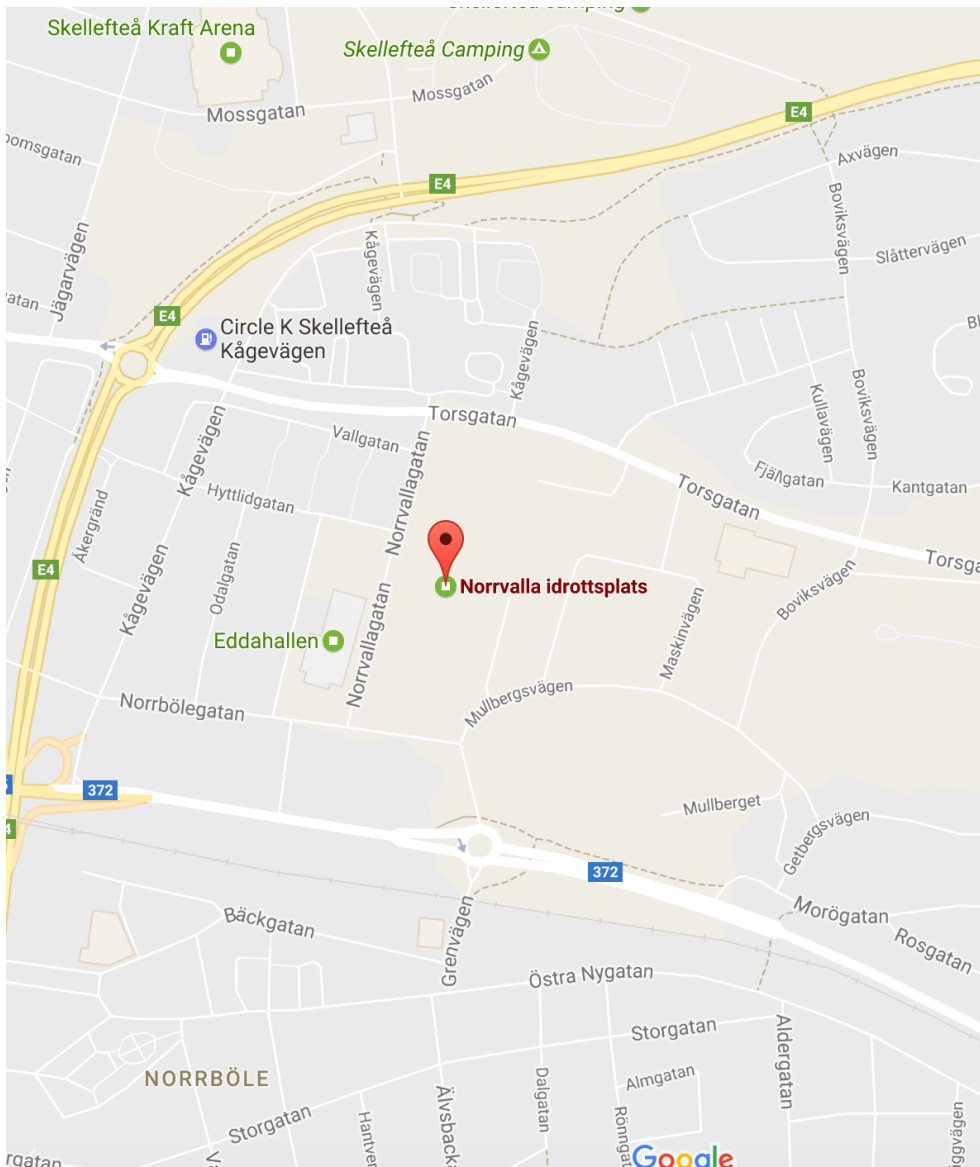 Skellefteå Camping
Skellefteå Kraft Arena
Skellefteå Camping
Mossgatan
Mossgatan
E4
Axvägen
E4
Boviksvägen
Jägarvägen
Kågevägen
Slåttervägen
E4
Circle K Skellefteå
Kågevägen
Kågevägen
Boviksvägen
Kullavägen
Torsgatan
Vallgatan
Kågevägen
Norrvallagatan
Fjällgatan
Kantgatan
Torsgatan
Hyttlidgatan
Åkergränd
E4
Odalgatan
Kågevägen
Norrvalla idrottsplats
Boviksvägen
Maskinvägen
Eddahallen
Norrvallagatan
Mullbergsvägen
Norrbölegatan
372
Mullberget
Getbergsvägen
372
Bäckgatan
Grenvägen
Morögatan
Rosgatan
Östra Nygatan
Storgatan
Aldergatan
Almgatan
NORRBÖLE
Storgatan
Dalgatan
Google